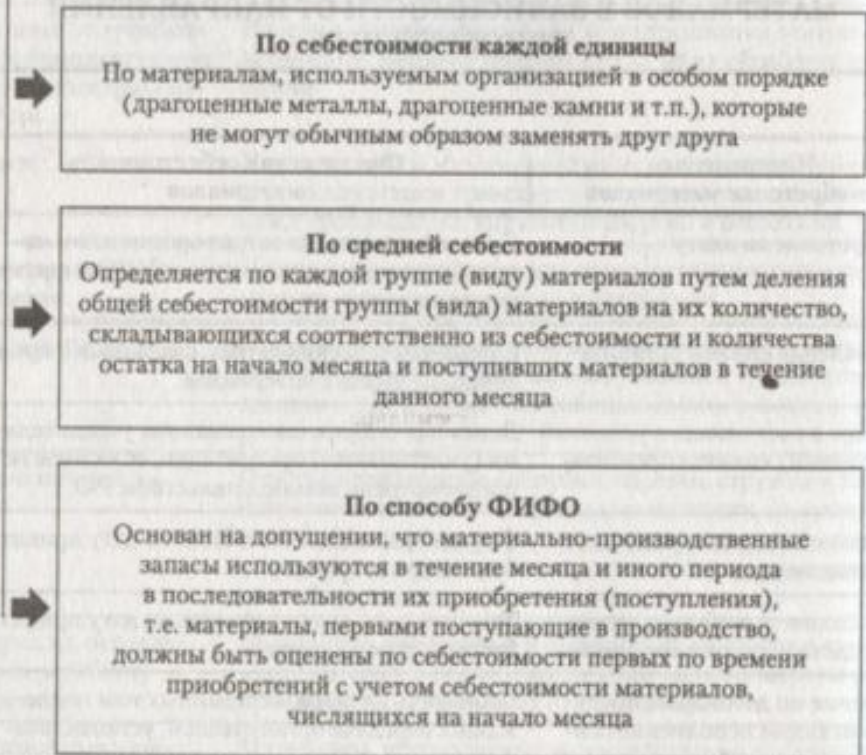 По себестоимости каждой единицы
По материалам, используемым организацией в особом порядке
(драгоценные металлы, драгоценные камни и т.п.), которые
не могут обычным образом заменять друг друга
По средней себестоимости
Определяется по каждой группе (виду) материалов путем деления
общей себестоимости группы (вида) материалов на их количество,
складывающихся соответственно из себестоимости и количества
остатка на начало месяца и поступивших материалов в течение
данного месяца
По способу ФИФО
Основан на допущении, что материально-производственные
запасы используются в течение месяца и иного периода
в последовательности их приобретения (поступления),
т.е. материалы, первыми поступающие в производство,
должны быть оценены по себестоимости первых по времени
приобретений с учетом себестоимости материалов,
числящихся на начало месяца